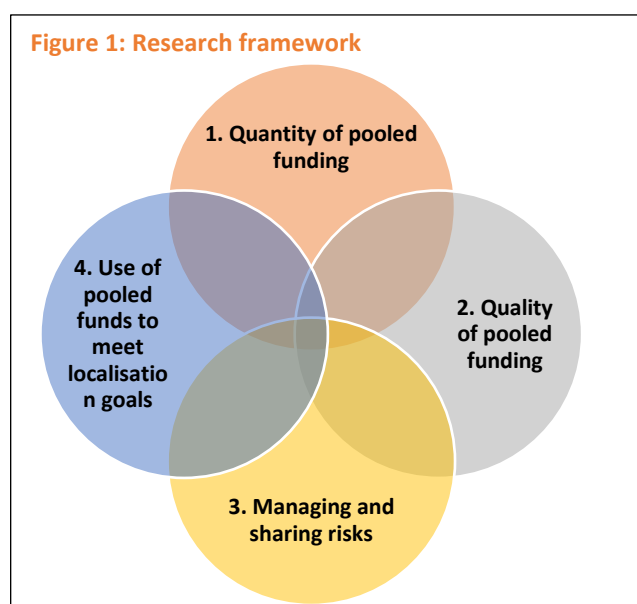 Figure 1: Research framework
1. Quantity of pooled
funding
2. Quality
of pooled
funding
3. Managing and
sharing risks
4. Use of
pooled
funds to
meet
localisatio
n goals